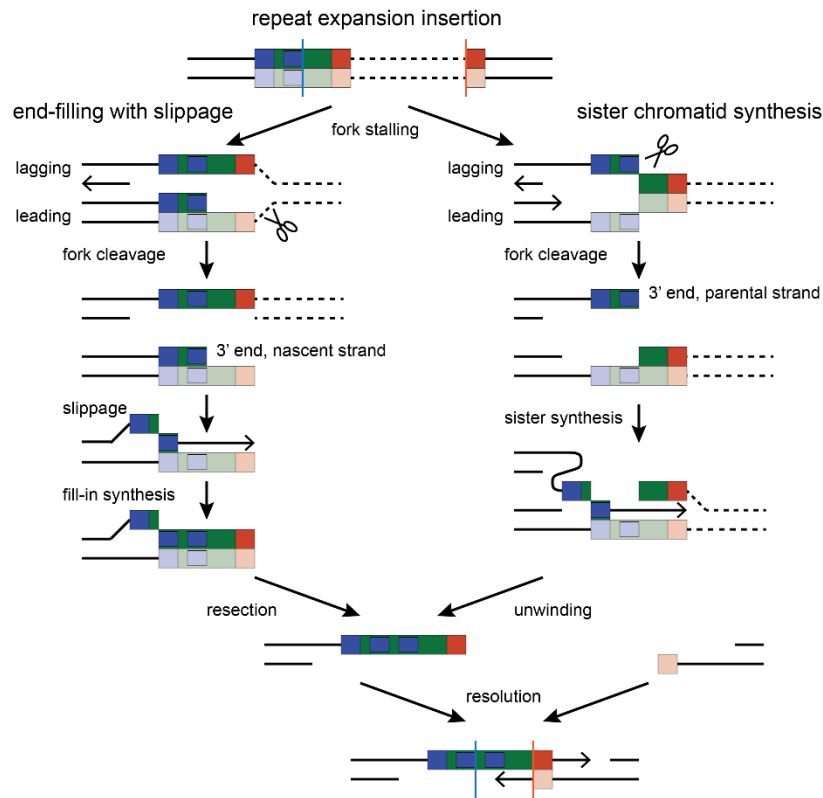 repeat expansion insertion
end-filling with slippage
fork stalling
sister chromatid synthesis
lagging
leading
lagging
leading
fork cleavage
fork cleavage
3' end, parental strand
3' end, nascent strand
slippage
sister synthesis
fill-in synthesis
resection
unwinding
resolution